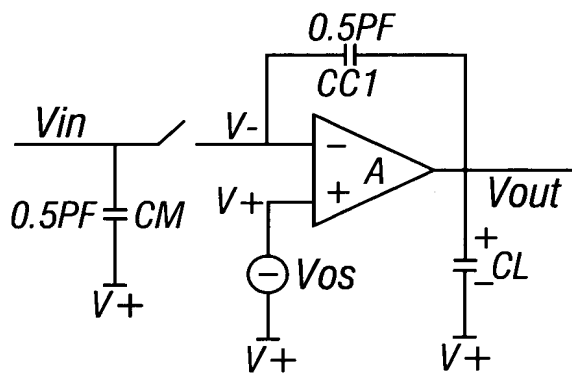 0.5PF
CC1
Vin
V-
−
A
+
V+
Vout
0.5PF
CM
− Vos
+
_ CL
V+
V+
V+